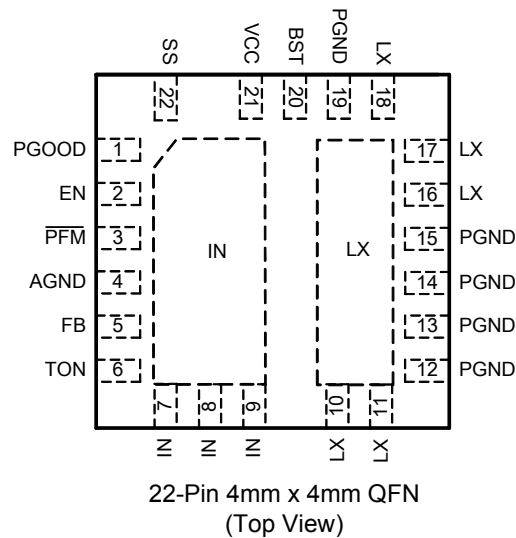 SS
VCC
BST
PGND
LX
22
21
20
19
18
PGOOD 1
17 LX
EN 2
16 LX
PFM 3
15 PGND
IN
LX
AGND 4
14 PGND
FB 5
13 PGND
TON 6
12 PGND
7
8
9
10
11
IN
IN
IN
LX
LX
22-Pin 4mm x 4mm QFN
(Top View)